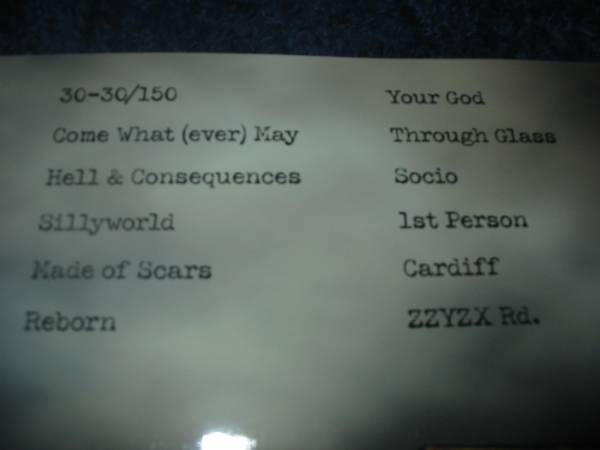 30-30/150
Come What (ever) May
Hell & Consequences
Sillyworld
Made of Scars
Reborn
Your God
Through Glass
Socio
1st Person
Cardiff
ZZYZX Rd.